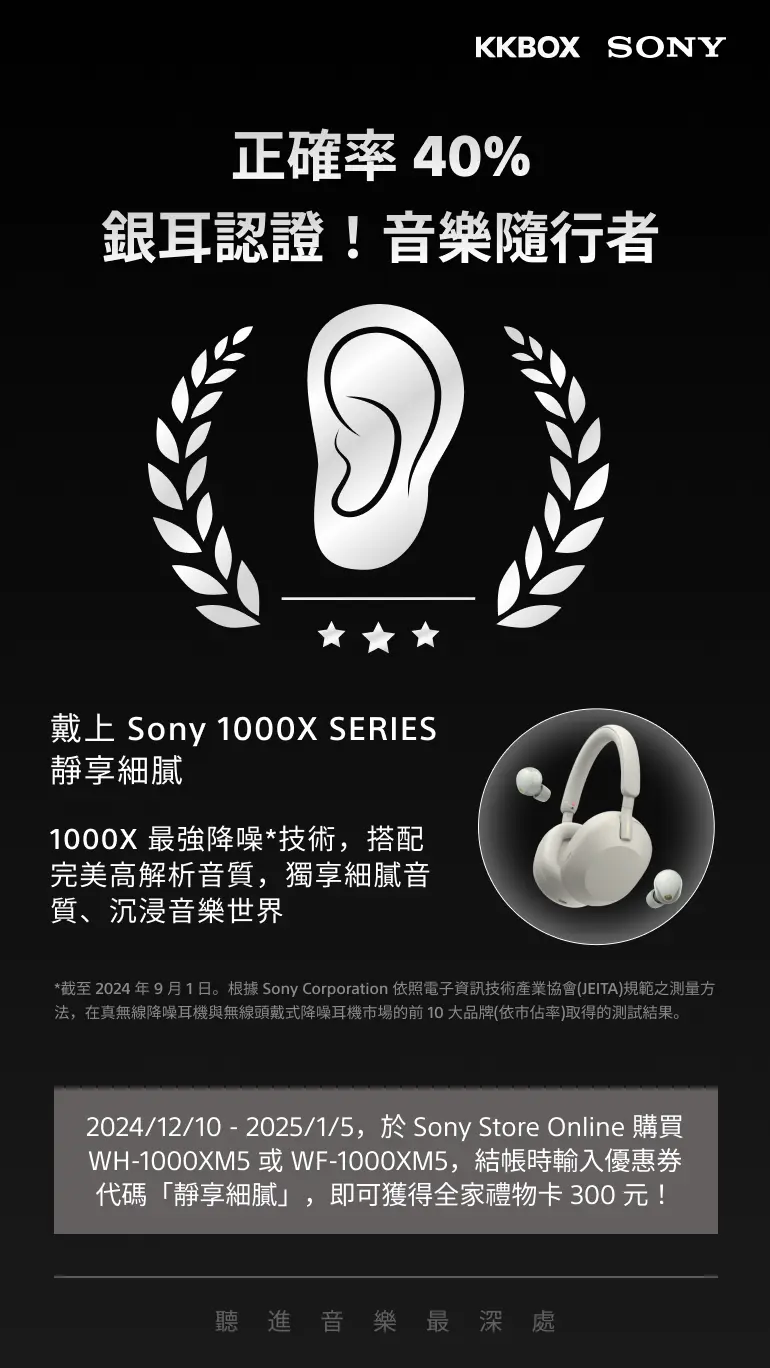 KKBOX SONY
正確率 40%
銀耳認證！音樂隨行者
戴上 Sony 1000X SERIES
靜享細膩
1000X 最強降噪*技術，搭配
完美高解析音質，獨享細膩音
質、沉浸音樂世界
*截至 2024 年 9 月 1 日。根據 Sony Corporation 依照電子資訊技術產業協會(JEITA)規範之測量方
法，在真無線降噪耳機與無線頭戴式降噪耳機市場的前 10 大品牌(依市佔率)取得的測試結果。
2024/12/10 - 2025/1/5，於 Sony Store Online 購買
WH-1000XM5 或 WF-1000XM5，結帳時輸入優惠券
代碼「靜享細膩」，即可獲得全家禮物卡 300 元！
聽進音樂最深處